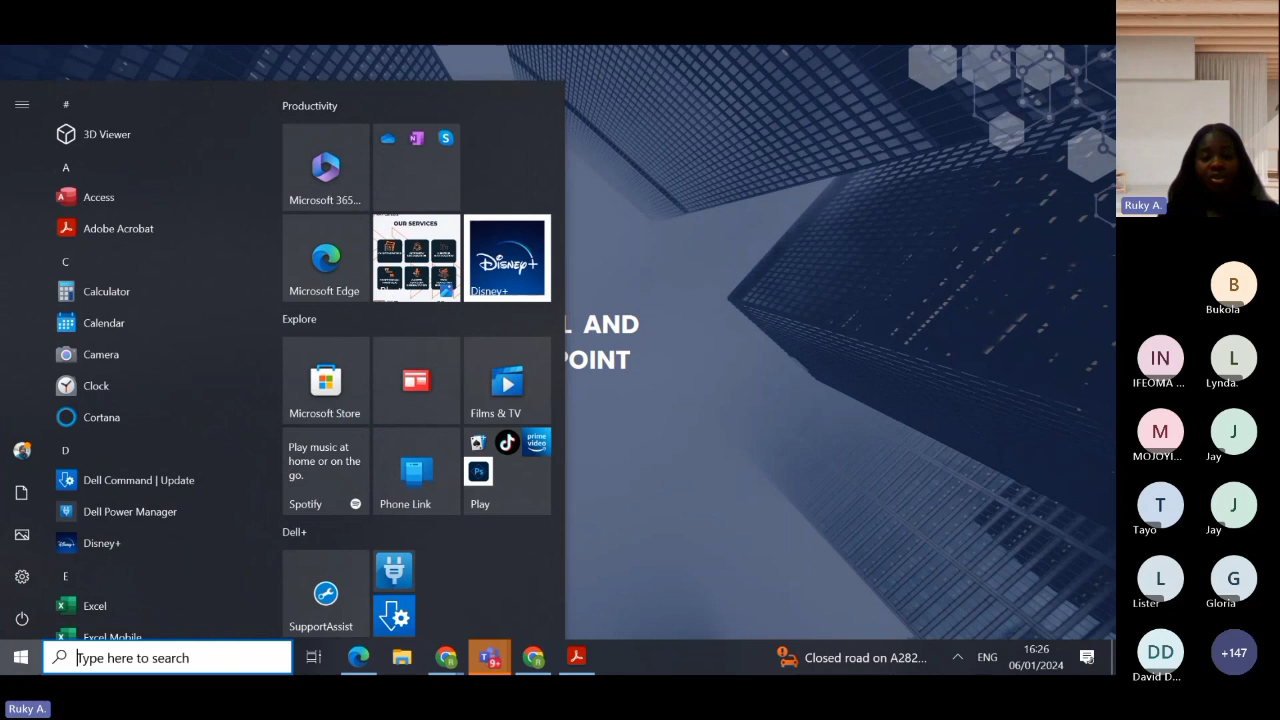 #
3D Viewer
A
Access
Adobe Acrobat
C
Calculator
Calendar
Camera
Clock
Cortana
D
Dell Command | Update
Dell Power Manager
Disney+
E
Excel
Excel Mobile
Productivity
Microsoft 365...
Microsoft Edge
OUR SERVICES
Disney+
Disney+
Explore
Microsoft Store
Films & TV
Play music at
home or on the
go.
Spotify
Phone Link
prime
video
Ps
Play
Dell+
SupportAssist
AND
POINT
Type here to search
9+
Closed road on A282...
ENG
16:26
06/01/2024
Ruky A.
B
Bukola
IN
IFEOMA ...
L
Lynda.
M
MOJOYI...
J
Jay
T
Tayo
J
Jay
L
Lister
G
Gloria
DD
David D...
+147
Ruky A.